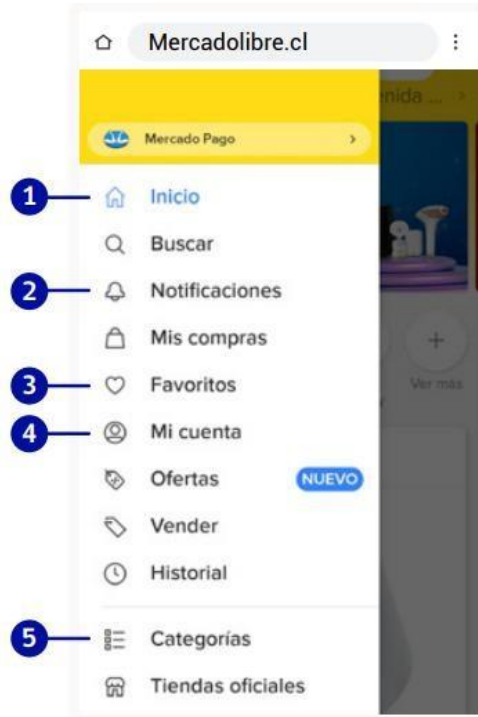 Mercadolibre.cl
enida ... >
Mercado Pago >
1 Inicio
Buscar
2 Notificaciones
Mis compras
3 Favoritos
Ver más
4 Mi cuenta
Ofertas NUEVO
Vender
Historial
5 Categorías
Tiendas oficiales